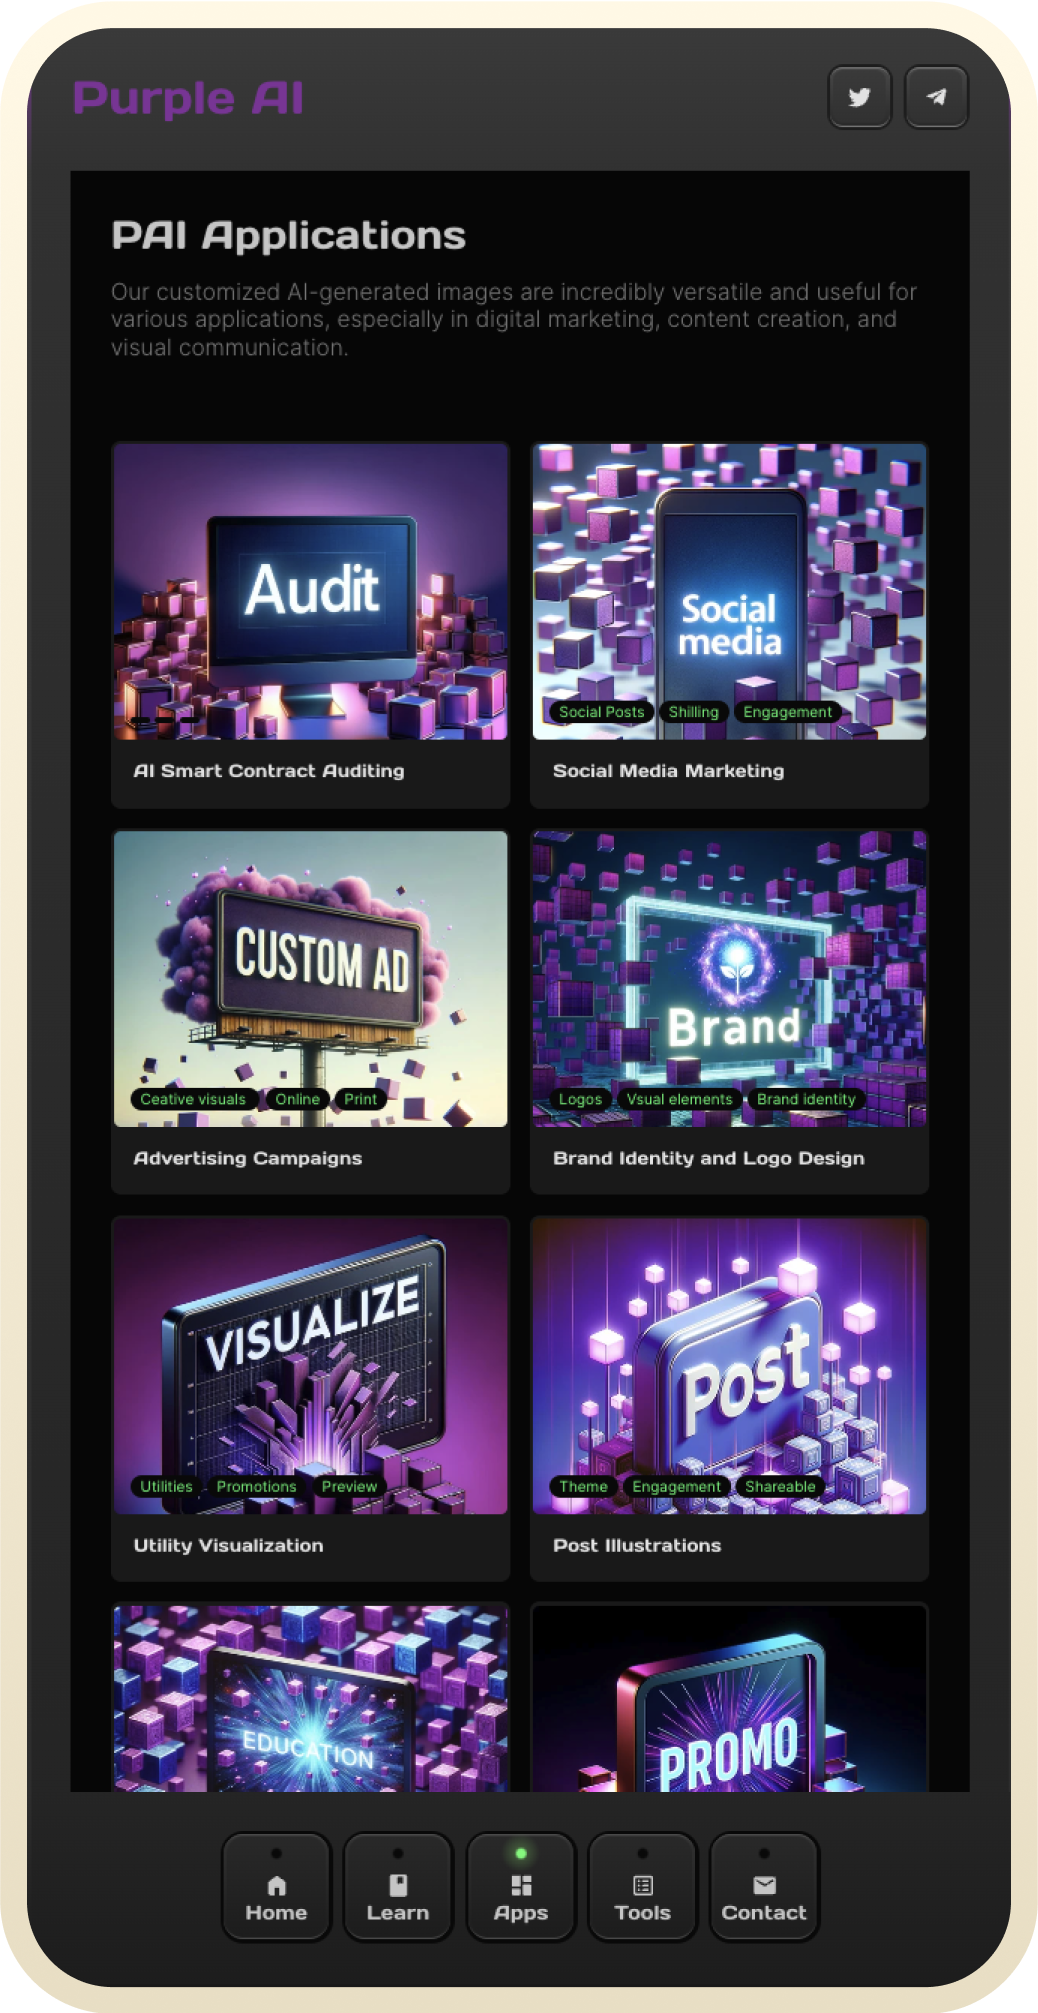 Purple AI
PAI Applications
Our customized AI-generated images are incredibly versatile and useful for
various applications, especially in digital marketing, content creation, and
visual communication.
Audit
AI Smart Contract Auditing
Social
media
Social Posts Shilling Engagement
Social Media Marketing
CUSTOM AD
Ceative visuals Online Print
Advertising Campaigns
Brand
Logos Vsual elements Brand identity
Brand Identity and Logo Design
VISUALIZE
Utilities Promotions Preview
Utility Visualization
Post
Theme Engagement Shareable
Post Illustrations
EDUCATION
PROMO
Home Learn Apps Tools Contact